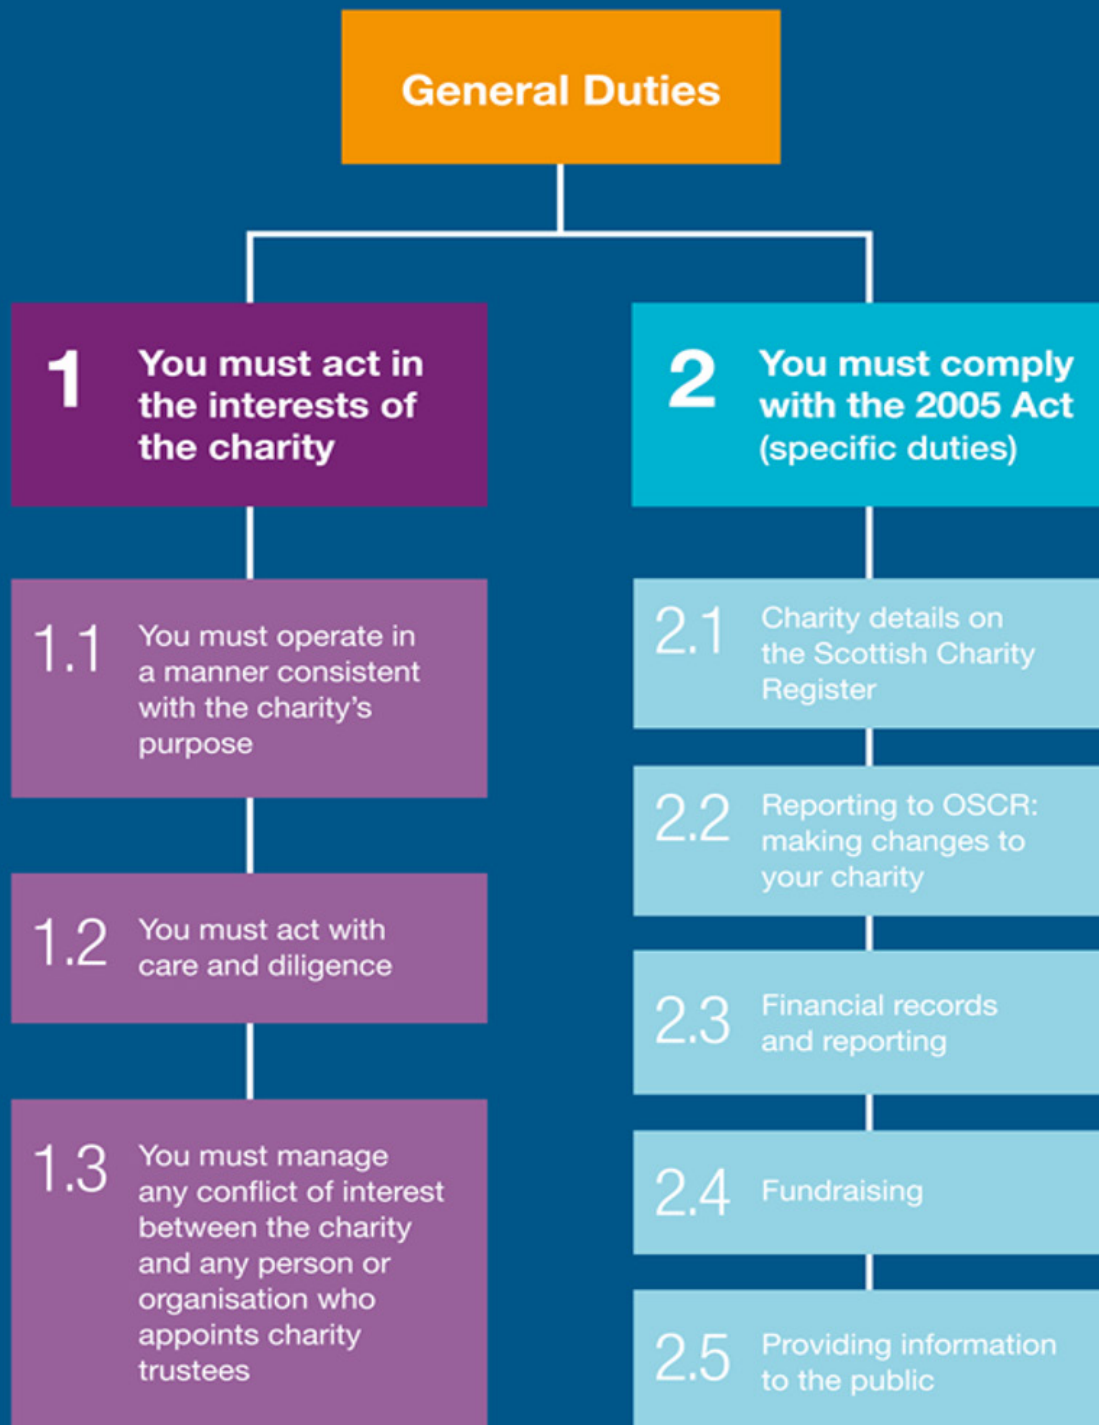 General Duties
1
You must act in
the interests of
the charity
1.1
You must operate in
a manner consistent
with the charity's
purpose
1.2
You must act with
care and diligence
1.3
You must manage
any conflict of interest
between the charity
and any person or
organisation who
appoints charity
trustees
2
You must comply
with the 2005 Act
(specific duties)
2.1
Charity details on
the Scottish Charity
Register
2.2
Reporting to OSCR:
making changes to
your charity
2.3
Financial records
and reporting
2.4
Fundraising
2.5
Providing information
to the public